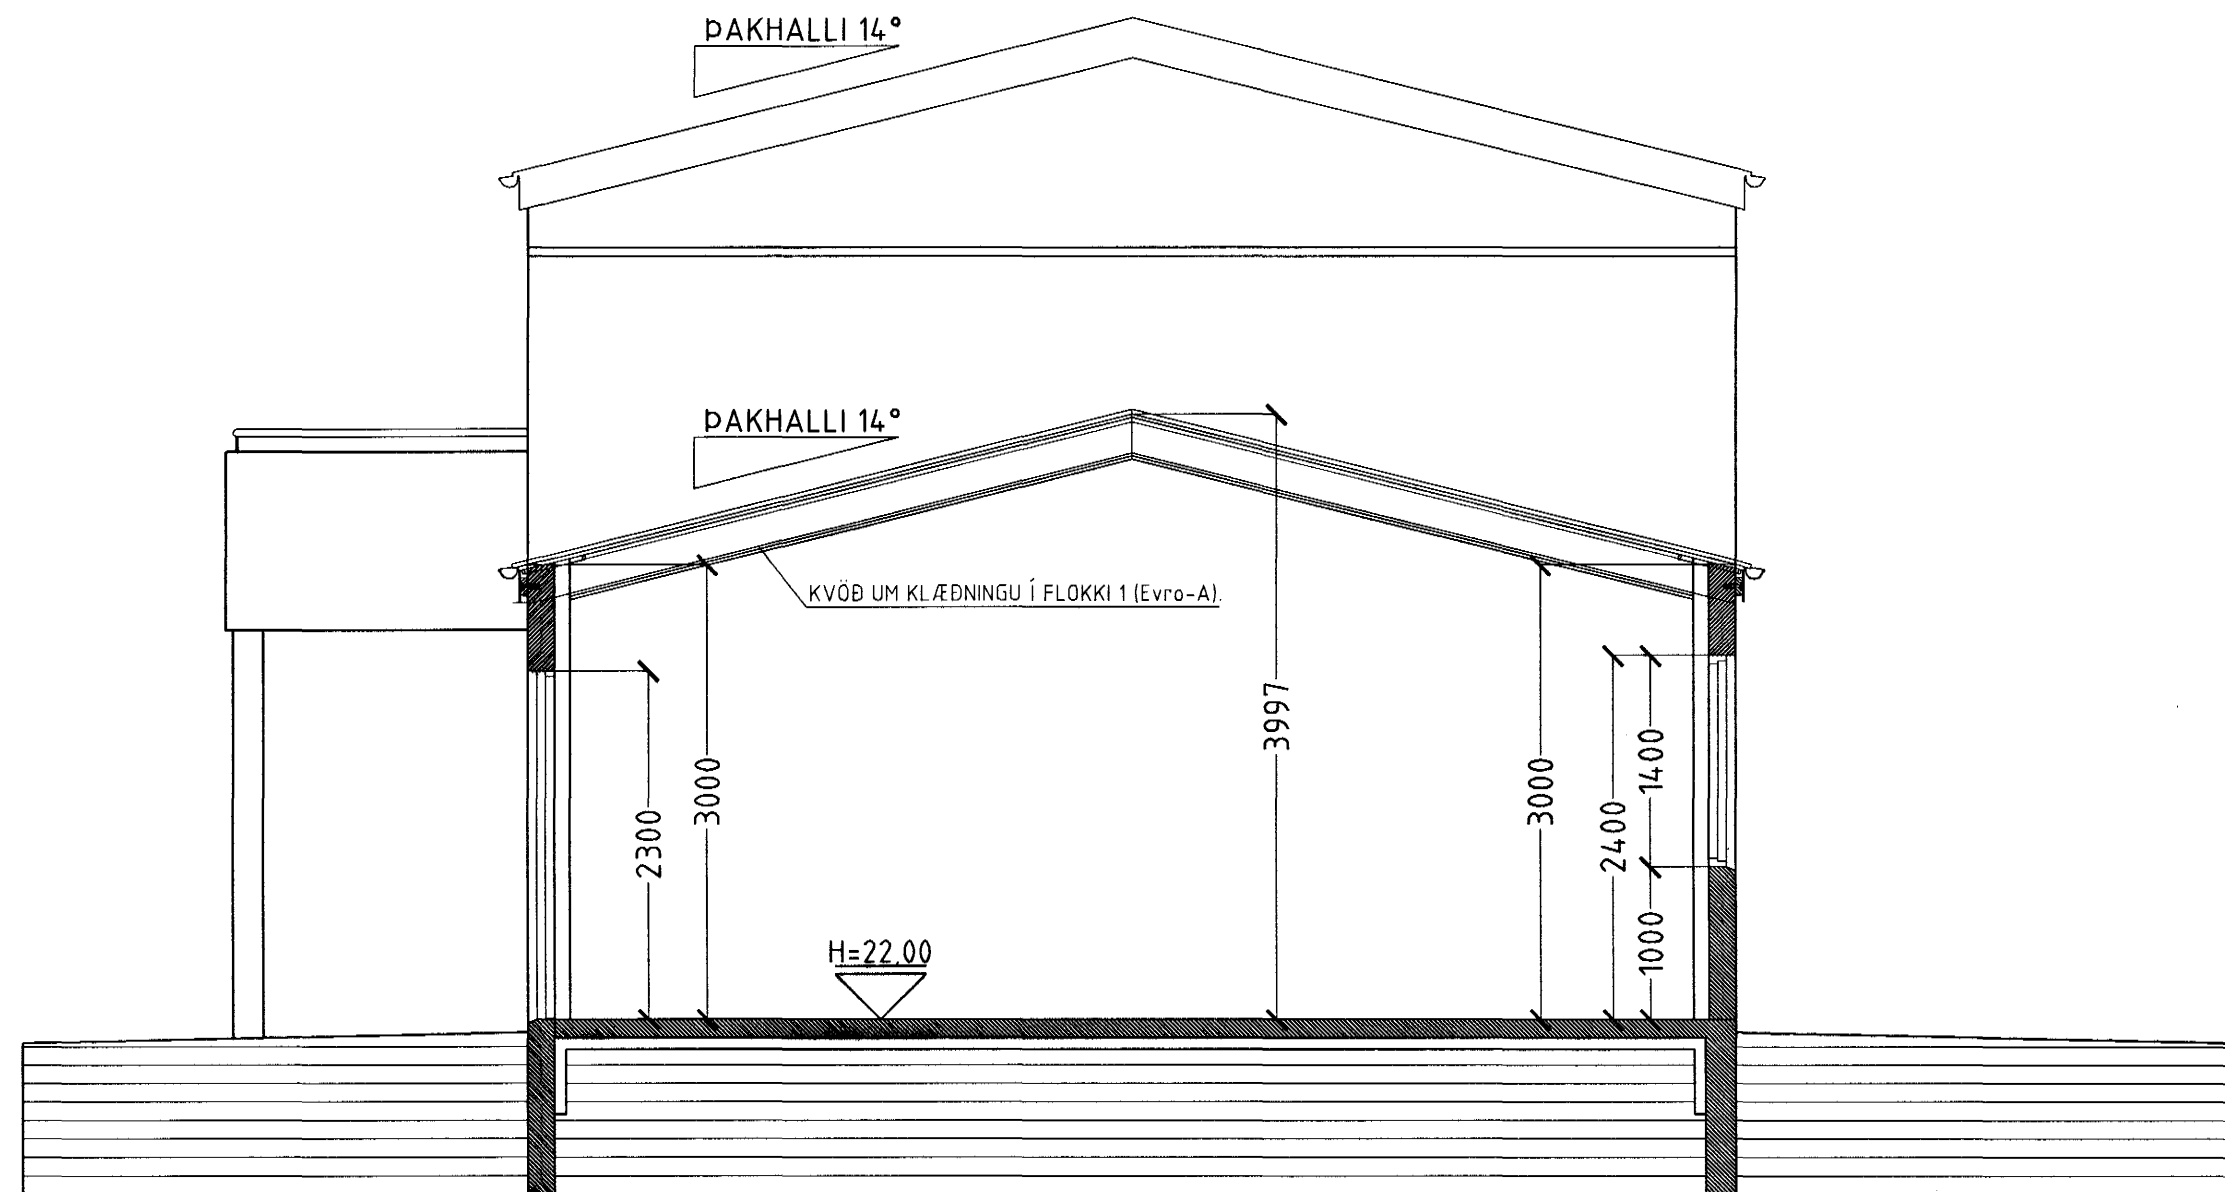 ÞAKHALLI 14°
ÞAKHALLI 14°
KVÖÐ UM KLÆÐNINGU Í FLOKKI 1 (Evro-A).
2300
3000
3997
3000
2400
1400
1000
H=22,00